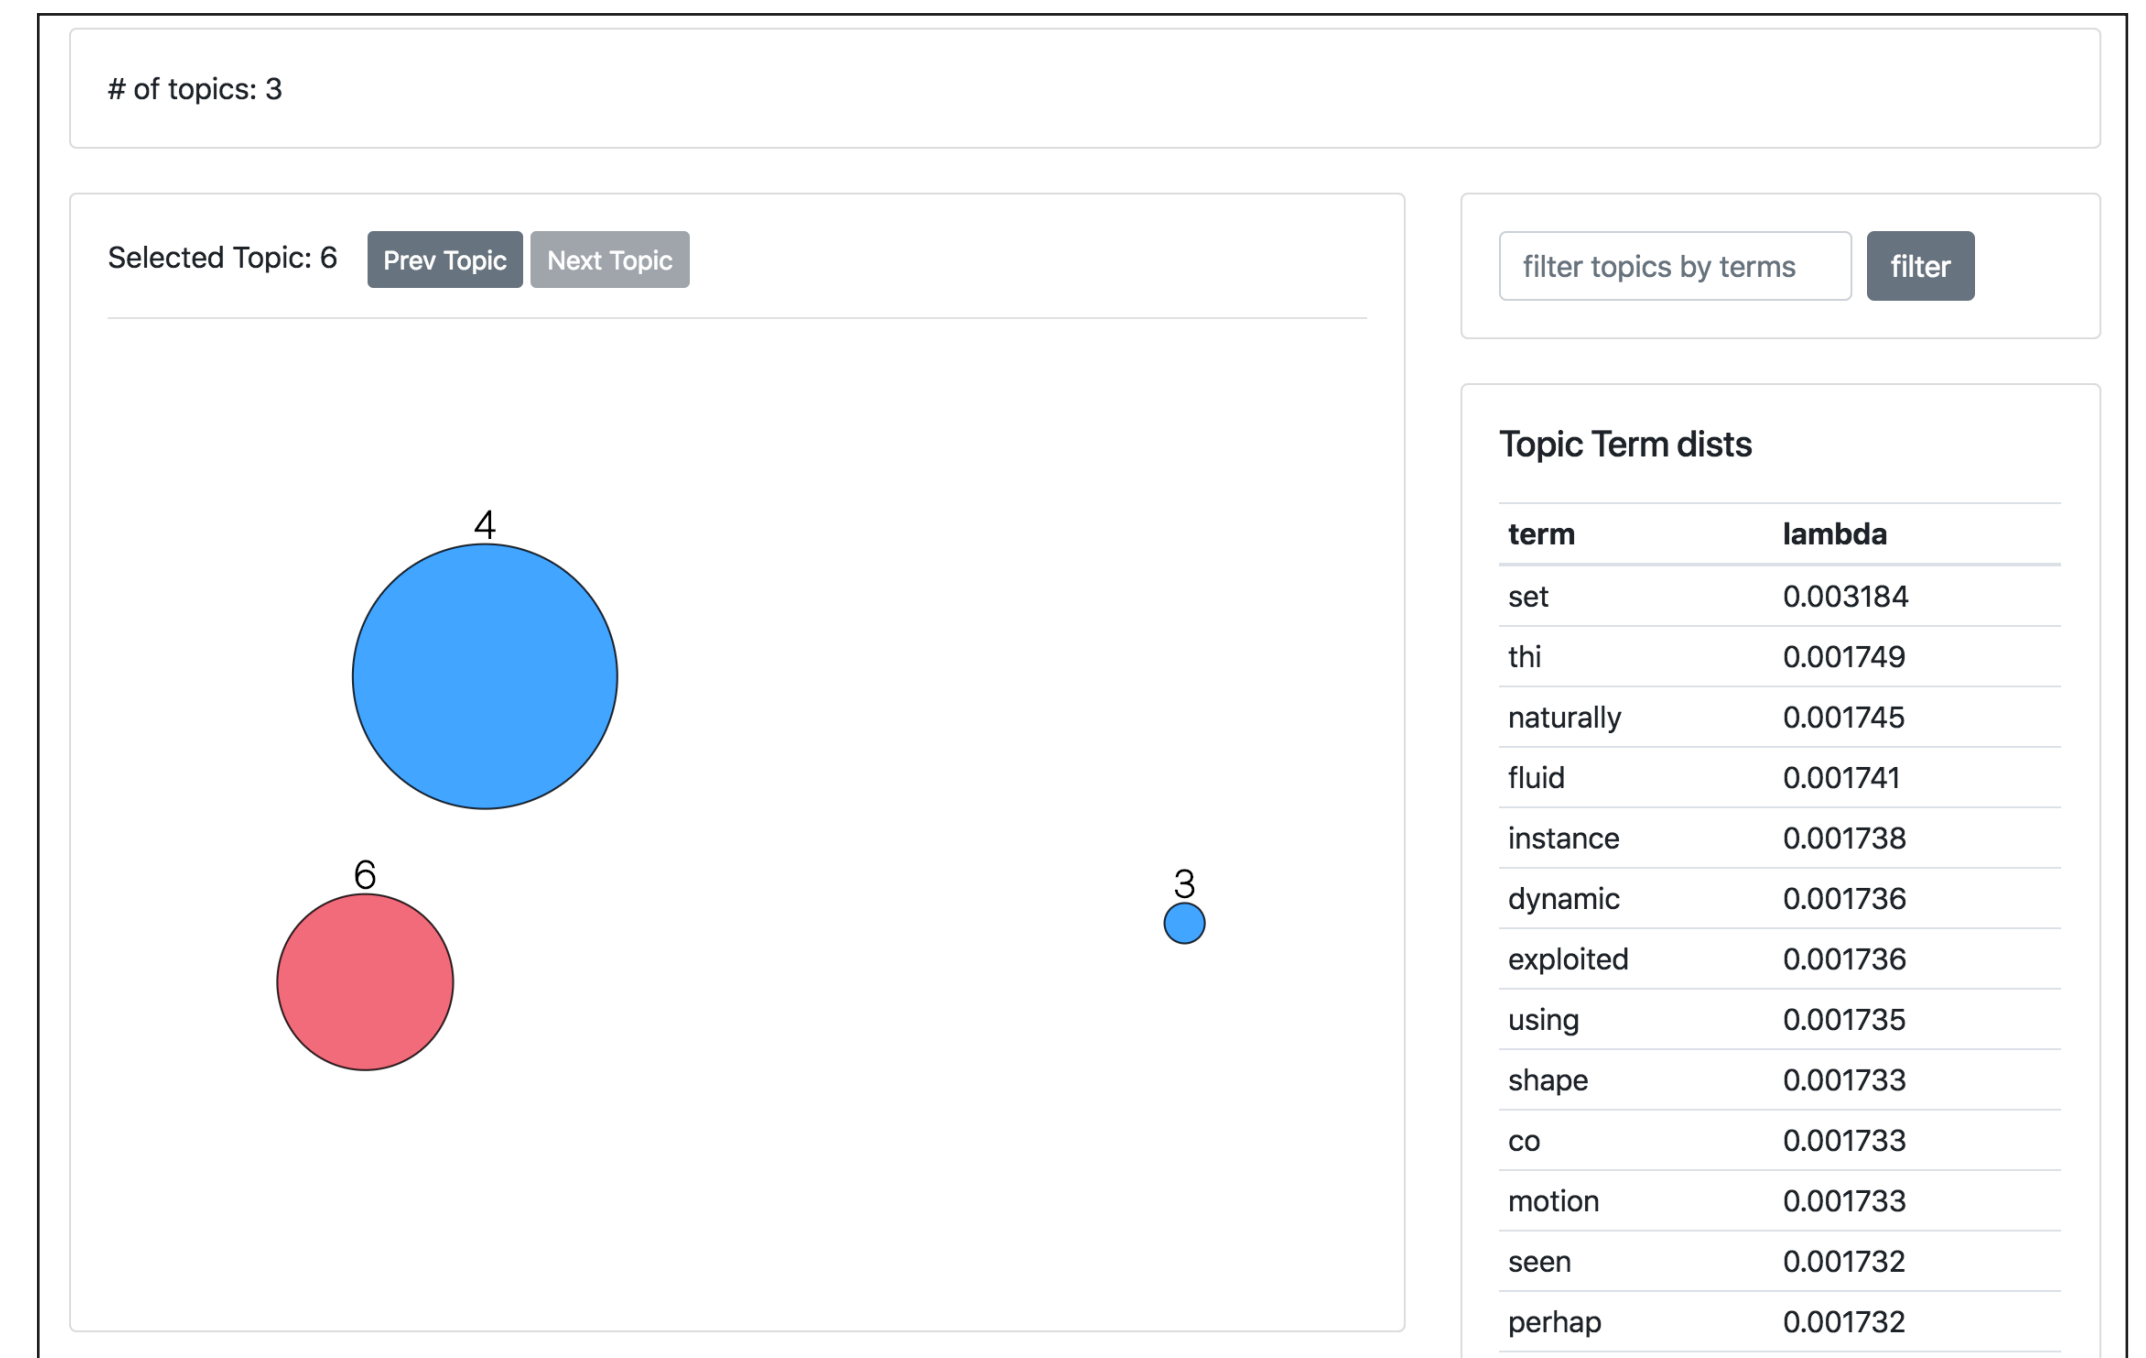 # of topics: 3
Selected Topic: 6 Prev Topic Next Topic
filter topics by terms filter
4
6
3
Topic Term dists
term lambda
set 0.003184
thi 0.001749
naturally 0.001745
fluid 0.001741
instance 0.001738
dynamic 0.001736
exploited 0.001736
using 0.001735
shape 0.001733
co 0.001733
motion 0.001733
seen 0.001732
perhap 0.001732